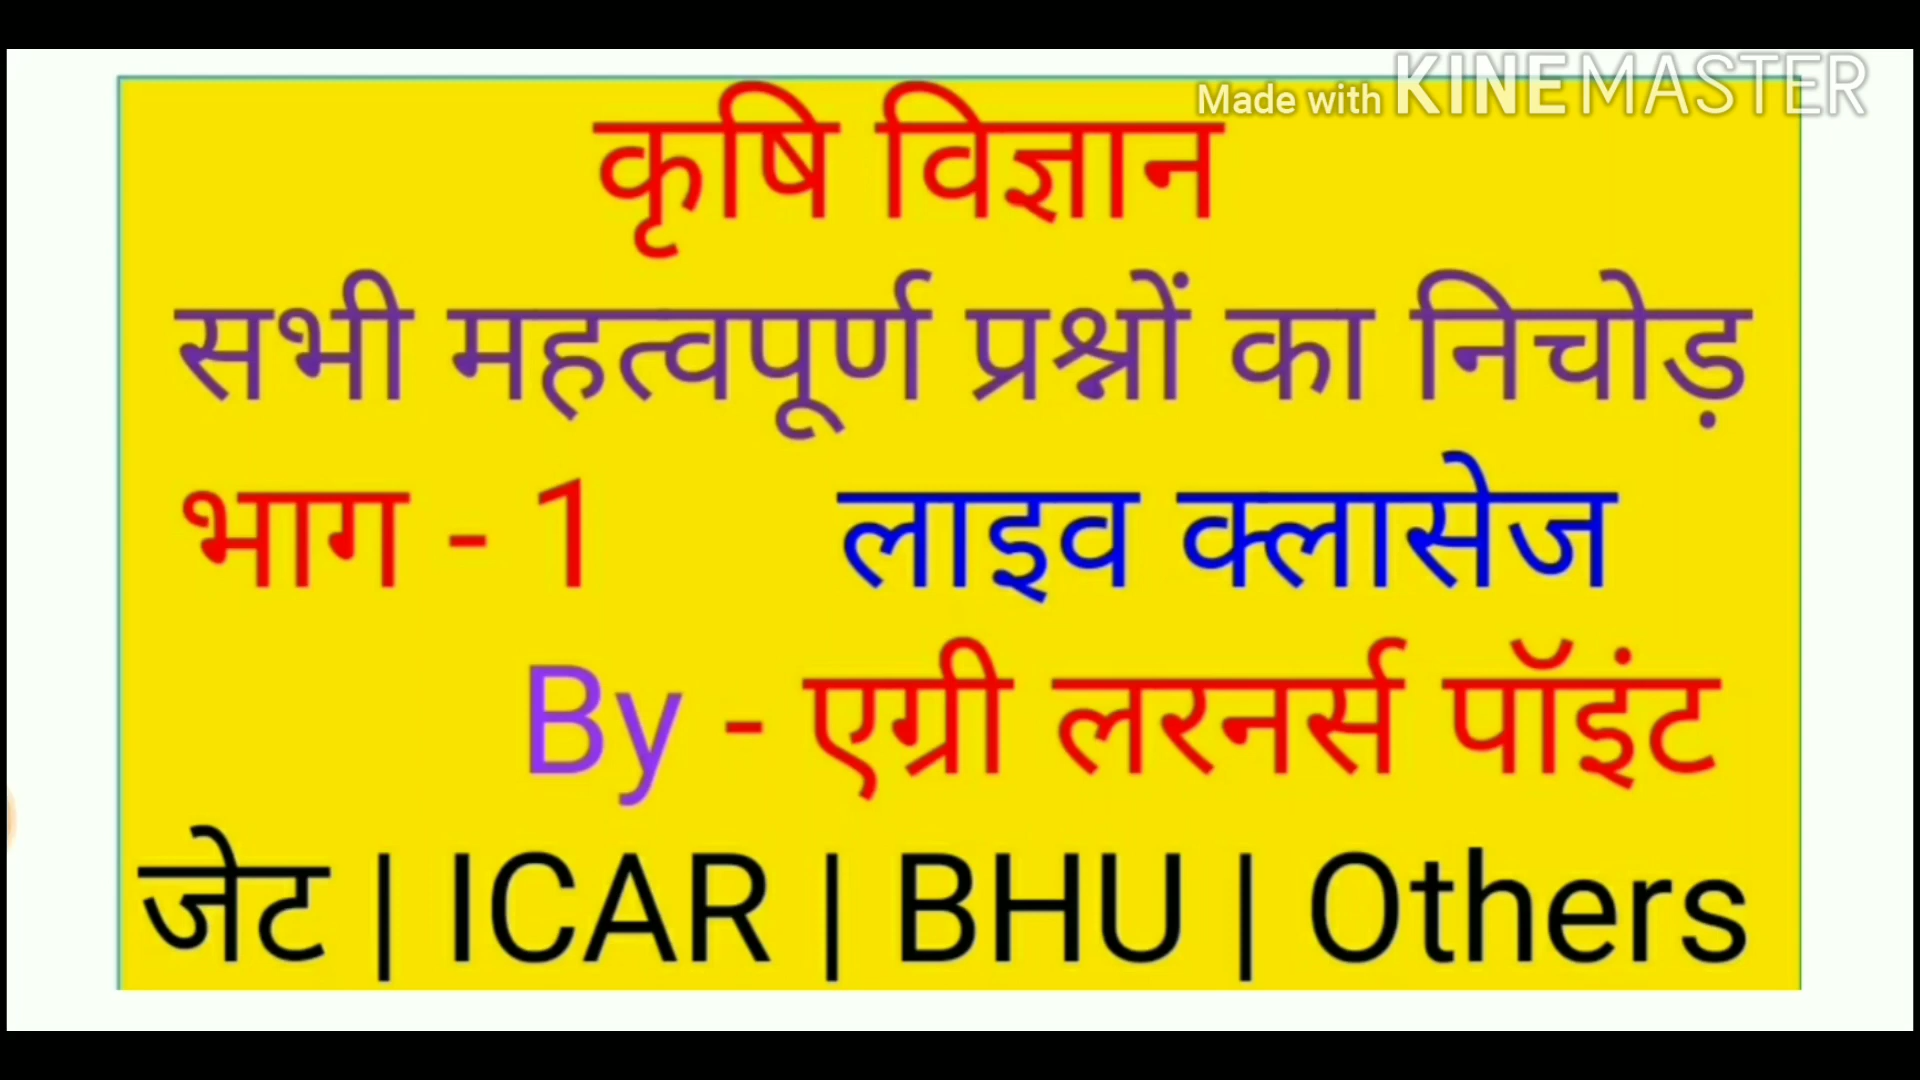 Made with KINEMASTER
कृषि विज्ञान
सभी महत्वपूर्ण प्रश्नों का निचोड़
भाग - 1 लाइव क्लासेज
By - एग्री लरनर्स पॉइंट
जेट | ICAR | BHU | Others